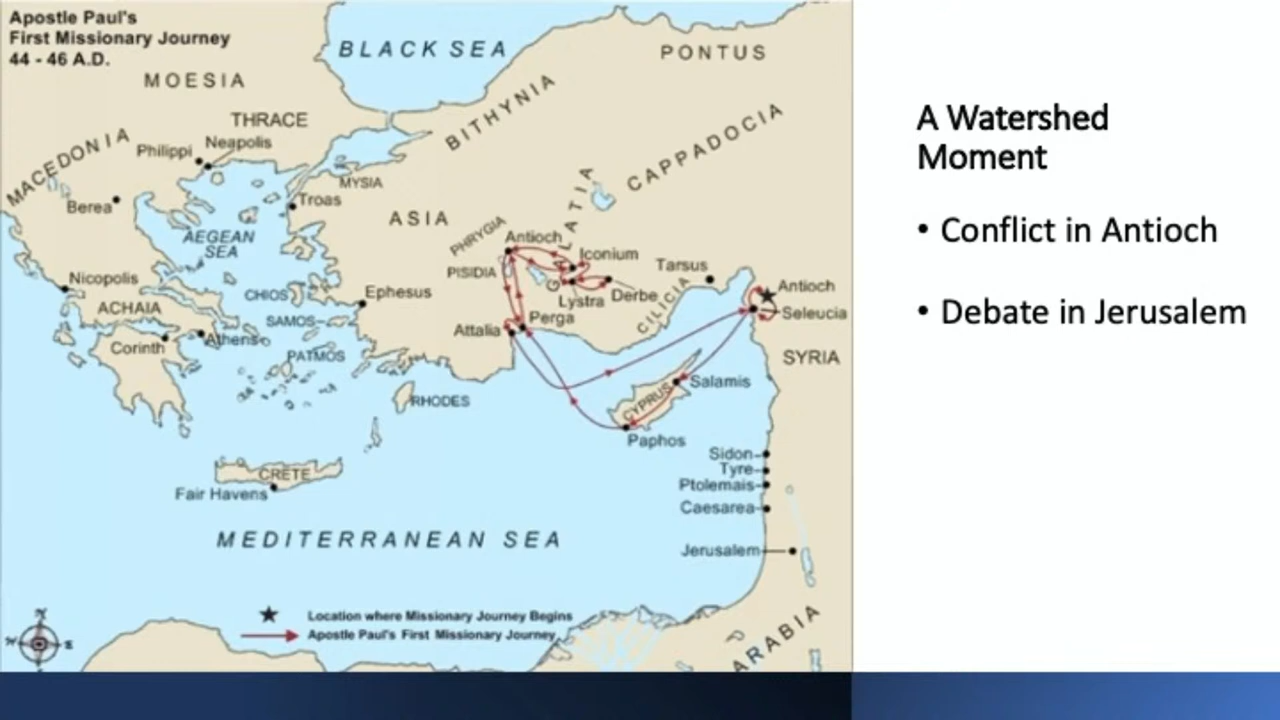 Apostle Paul's
First Missionary Journey
44 - 46 A.D.
BLACK SEA
PONTUS
MOESIA
THRACE
BITHYNIA
CAPPADOCIA
MACEDONIA
Neapolis
Philippi
MYSIA
Berea
Troas
ASIA
GALATIA
AEGEAN
SEA
PHRYGIA
Antioch
Iconium
PISIDIA
Tarsus
Nicopolis
CHIOS
Ephesus
Lystra
Derbe
CILICIA
Antioch
Seleucia
ACHAIA
SAMOS
Attalia
Perga
Corinth
Athens
PATMOS
SYRIA
RHODES
CYPRUS
Salamis
Paphos
Sidon
Tyre
Ptolemais
Caesarea
CRETE
Fair Havens
MEDITERRANEAN SEA
Jerusalem
ARABIA
Location where Missionary Journey Begins
Apostle Paul's First Missionary Journey
N
W
S
A Watershed
Moment
• Conflict in Antioch
• Debate in Jerusalem